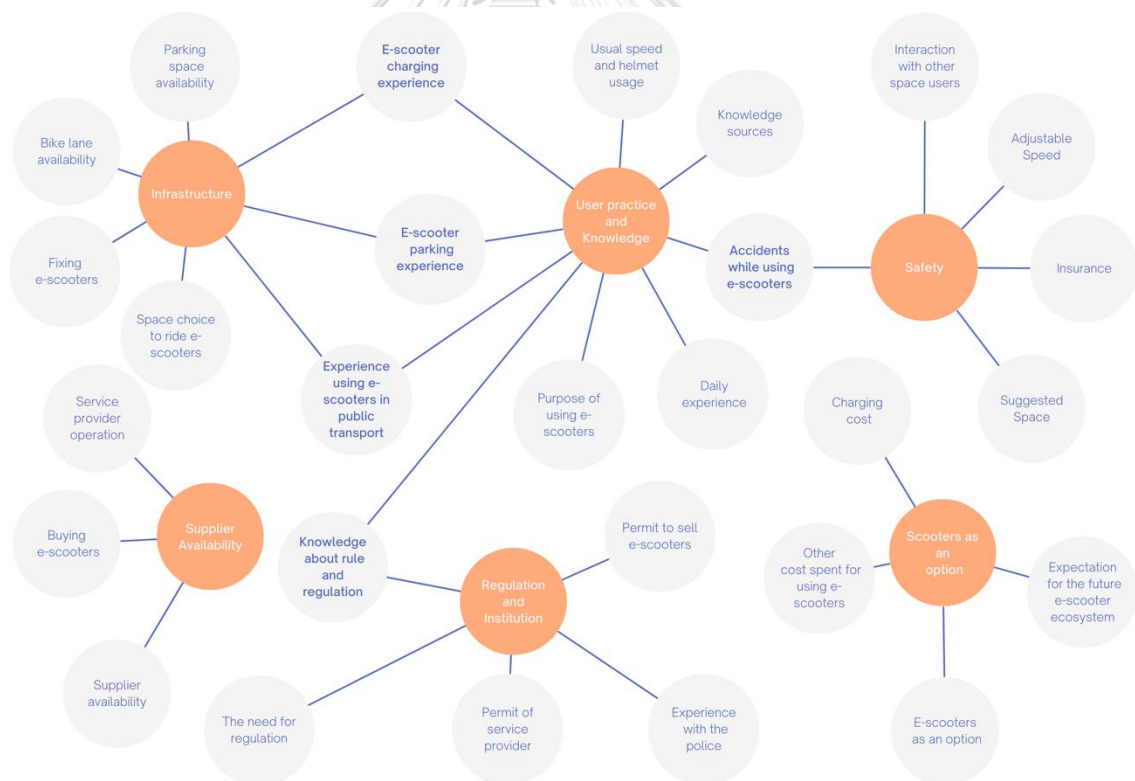 Parking
space
availability
E-scooter
charging
experience
Usual speed
and helmet
usage
Interaction
with other
space users
Knowledge
sources
Adjustable
Speed
Bike lane
availability
Infrastructure
User practice
and
Knowledge
E-scooter
parking
experience
Accidents
while using
e-scooters
Safety
Insurance
Fixing
e-scooters
Space choice
to ride e-
scooters
Experience
using e-
scooters in
public
transport
Purpose of
using e-
scooters
Daily
experience
Suggested
Space
Charging
cost
Service
provider
operation
Supplier
Availability
Buying
e-scooters
Supplier
availability
Knowledge
about rule and
regulation
Permit to sell
e-scooters
Regulation
and
Institution
Scooters as
an
option
Other
cost spent for
using e-
scooters
Expectation
for the future
e-scooter
ecosystem
The need for
regulation
Permit of
service
provider
Experience
with the
police
E-scooters
as an option